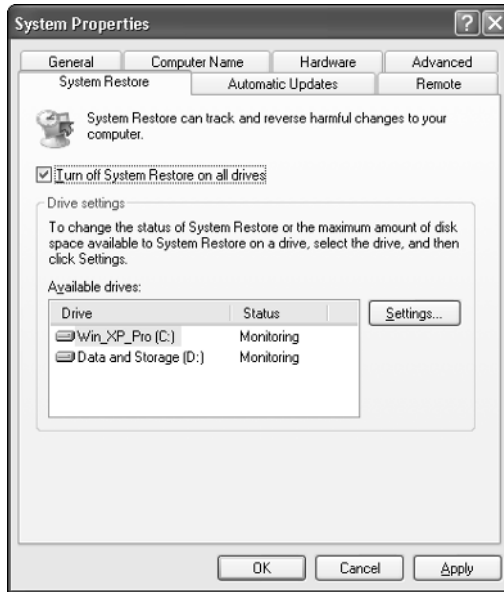 System Properties
General Computer Name Hardware Advanced
System Restore Automatic Updates Remote
System Restore can track and reverse harmful changes to your
computer.
Turn off System Restore on all drives
Drive settings
To change the status of System Restore or the maximum amount of disk
space available to System Restore on a drive, select the drive, and then
click Settings.
Available drives:
Drive Status
Settings...
Win_XP_Pro (C:) Monitoring
Data and Storage (D:) Monitoring
OK Cancel Apply